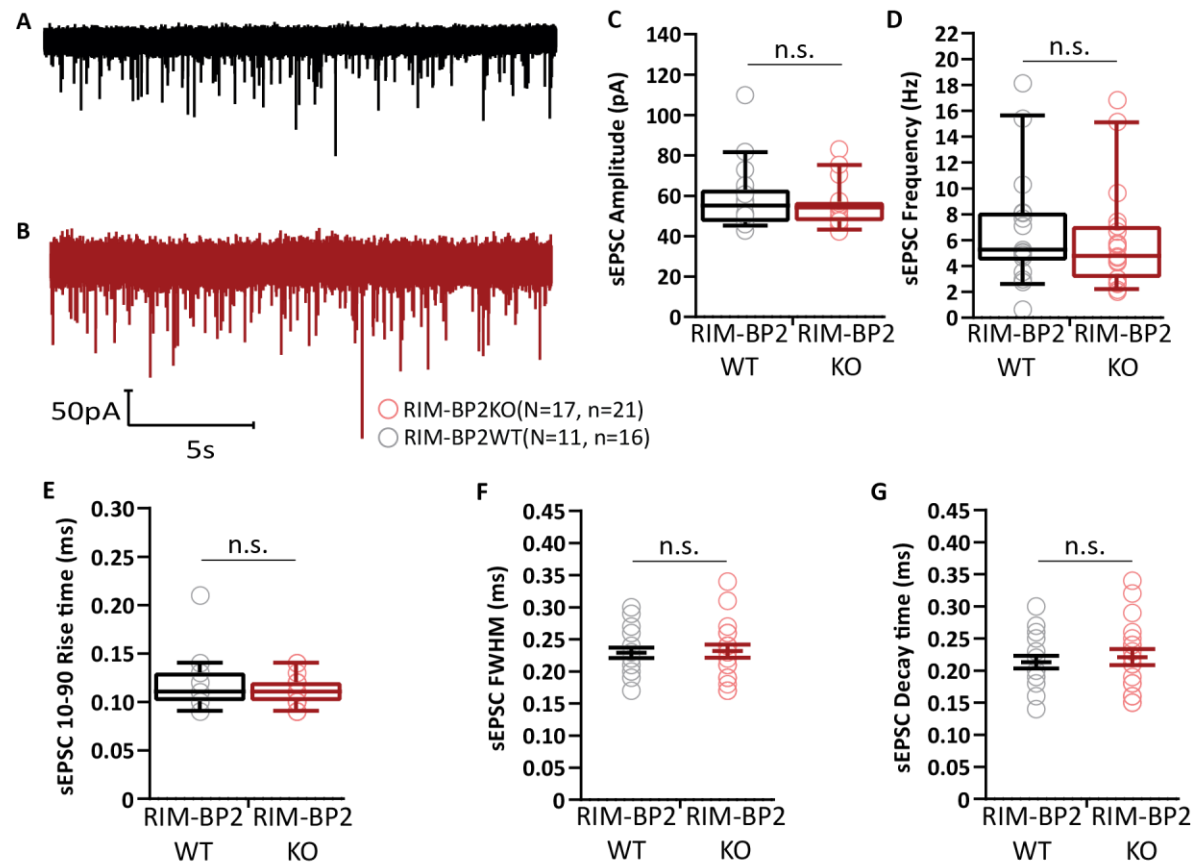 A
B
50pA
5s
RIM-BP2KO(N=17, n=21)
RIM-BP2WT(N=11, n=16)
C
sEPSC Amplitude (pA)
140
120
100
80
60
40
20
0
n.s.
RIM-BP2 RIM-BP2
WT KO
D
sEPSC Frequency (Hz)
22
20
18
16
14
12
10
8
6
4
2
0
n.s.
RIM-BP2 RIM-BP2
WT KO
E
sEPSC 10-90 Rise time (ms)
0.30
0.25
0.20
0.15
0.10
0.05
0
n.s.
RIM-BP2 RIM-BP2
WT KO
F
sEPSC FWHM (ms)
0.45
0.40
0.35
0.30
0.25
0.20
0.15
0.10
0.05
0.00
n.s.
RIM-BP2 RIM-BP2
WT KO
G
sEPSC Decay time (ms)
0.45
0.40
0.35
0.30
0.25
0.20
0.15
0.10
0.05
0.00
n.s.
RIM-BP2 RIM-BP2
WT KO